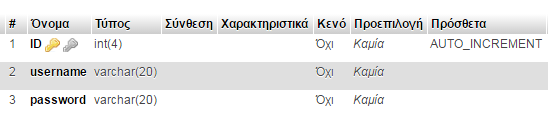 # Όνομα Τύπος Σύνθεση Χαρακτηριστικά Κενό Προεπιλογή Πρόσθετα
1 ID int(4) Όχι Καμία AUTO_INCREMENT
2 username varchar(20) Όχι Καμία
3 password varchar(20) Όχι Καμία